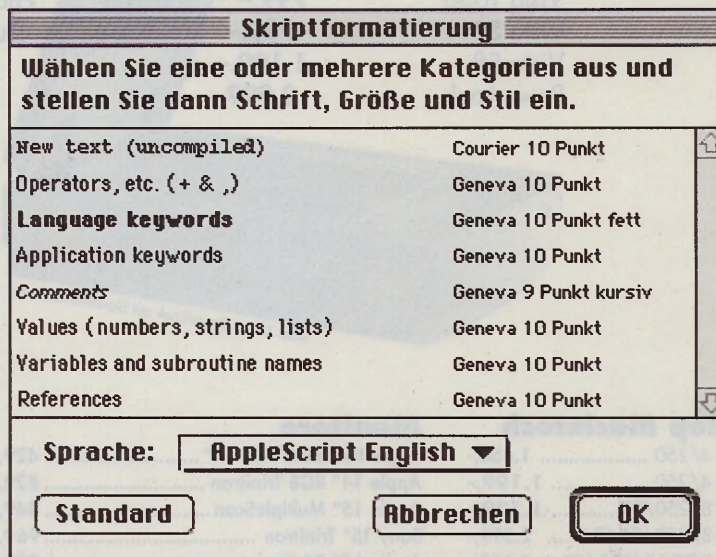 Skriptformatierung
Wählen Sie eine oder mehrere Kategorien aus und
stellen Sie dann Schrift, Größe und Stil ein.
New text (uncompiled) Courier 10 Punkt
Operators, etc. (+ & ,) Geneva 10 Punkt
Language keywords Geneva 10 Punkt fett
Application keywords Geneva 10 Punkt
Comments Geneva 9 Punkt kursiv
Values (numbers, strings, lists) Geneva 10 Punkt
Variables and subroutine names Geneva 10 Punkt
References Geneva 10 Punkt
Sprache: AppleScript English
Standard Abbrechen OK